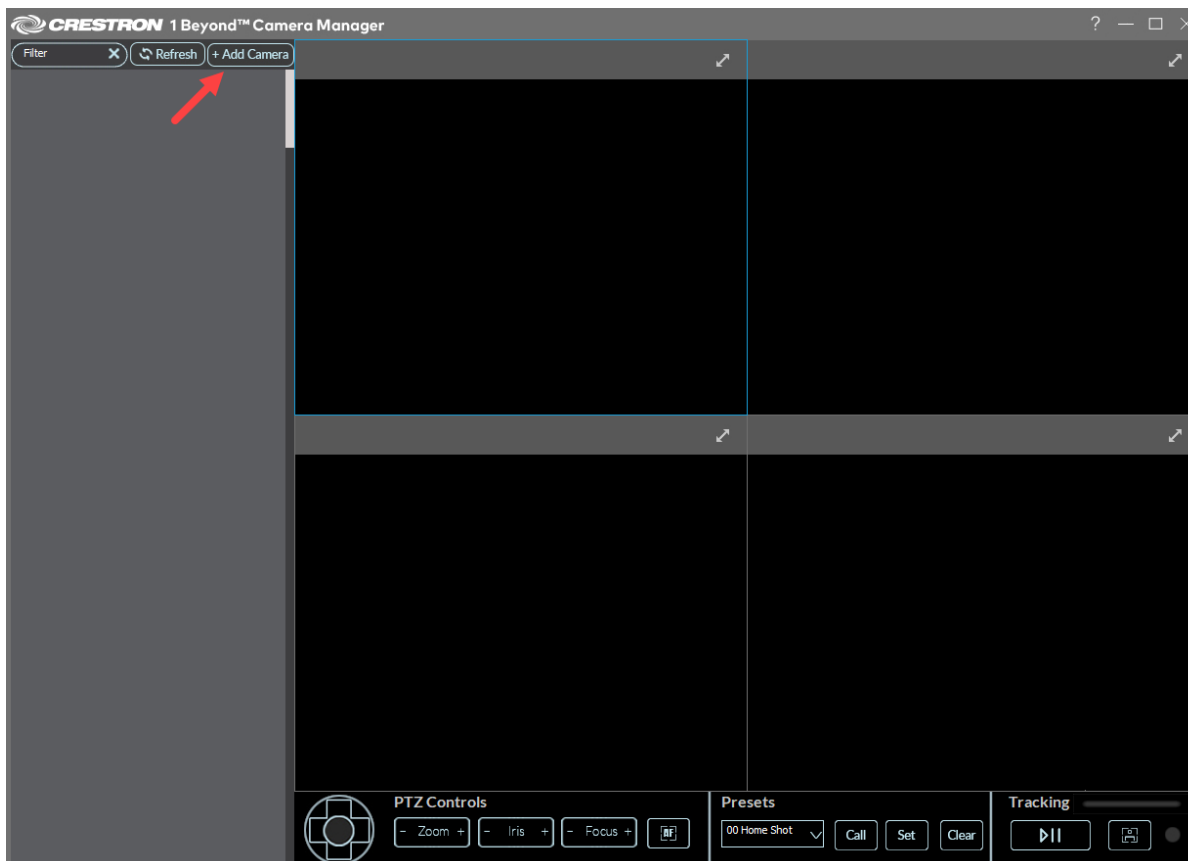 CRESTRON 1 Beyond™ Camera Manager ?
Filter Refresh + Add Camera
PTZ Controls Presets Tracking
- Zoom + - Iris + - Focus + AF 00 Home Shot Call Set Clear